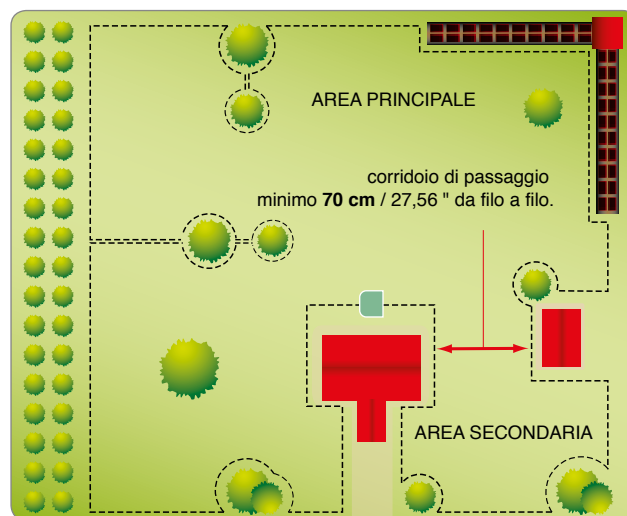 AREA PRINCIPALE
corridoio di passaggio
minimo 70 cm / 27,56 " da filo a filo.
AREA SECONDARIA